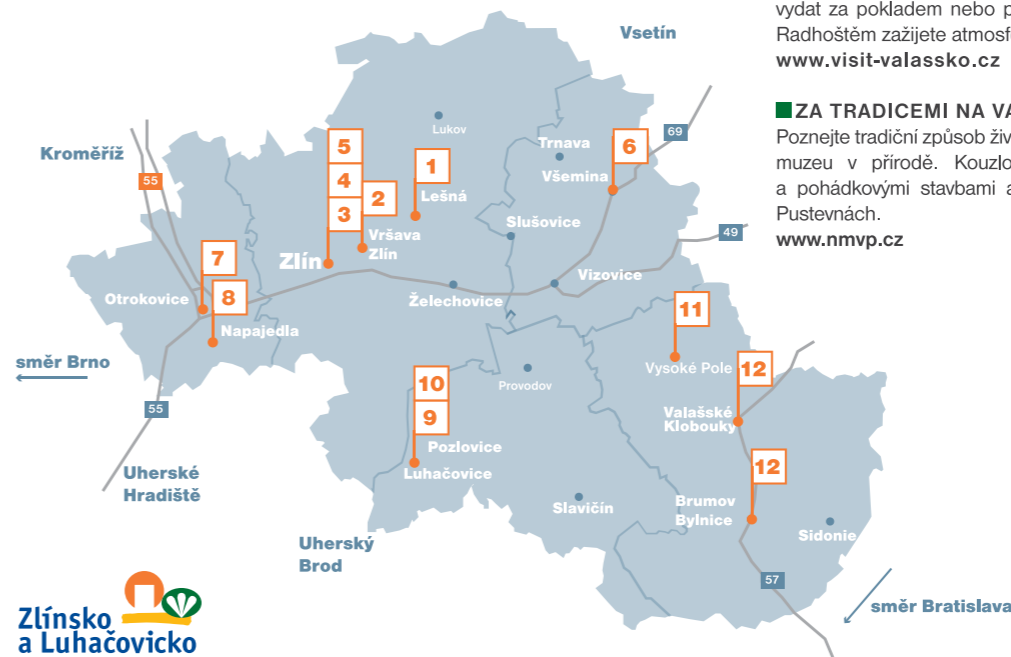 vydat za pokladem nebo p
Radhoštěm zažijete atmosf
www.visit-valassko.cz
ZA TRADICEMI NA VA
Poznejte tradiční způsob živ
muzeu v přírodě. Kouzlo
a pohádkovými stavbami a
Pustevnách.
www.nmvp.cz
Vsetín
Lukov
Kroměříž
55
5
4
3
2
1
Lešná
Vršava
Zlín
Zlín
Trnava
Všemina
6
69
Slušovice
49
Vizovice
Želechovice
7
8
Otrokovice
Napajedla
směr Brno
55
Uherské
Hradiště
11
Vysoké Pole
12
Provodov
10
9
Pozlovice
Luhačovice
Valašské
Klobouky
12
Brumov
Bylnice
Slavičín
Sidonie
Uherský
Brod
57
směr Bratislava
Zlínsko
a Luhačovicko